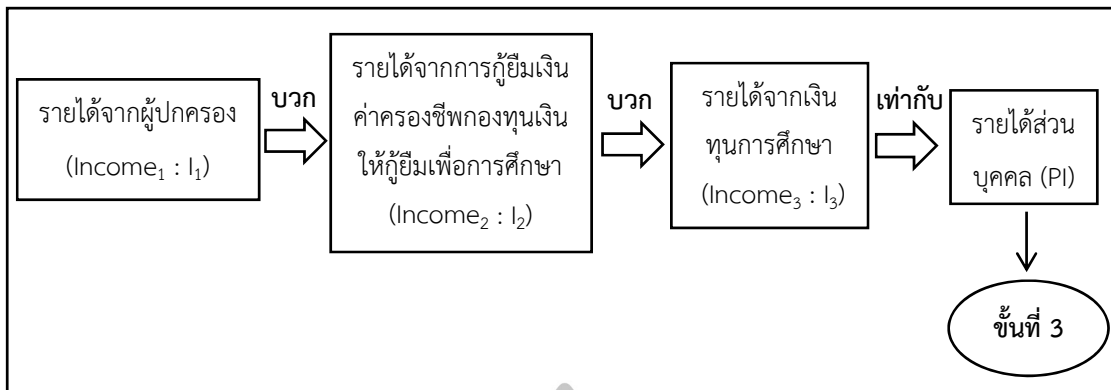 รายได้จากผู้ปกครอง
(Income₁ : I₁)
บวก
รายได้จากการกู้ยืมเงิน
ค่าครองชีพกองทุนเงิน
ให้กู้ยืมเพื่อการศึกษา
(Income₂ : I₂)
บวก
รายได้จากเงิน
ทุนการศึกษา
(Income₃ : I₃)
เท่ากับ
รายได้ส่วน
บุคคล (PI)
ขั้นที่ 3